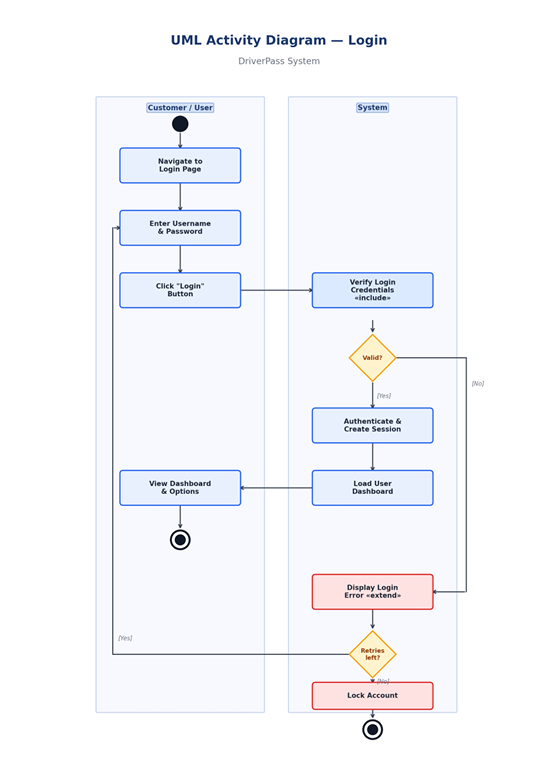 UML Activity Diagram — Login
DriverPass System
Customer / User
System
Navigate to
Login Page
Enter Username
& Password
Click "Login"
Button
Verify Login
Credentials
«include»
Valid?
[No]
[Yes]
Authenticate &
Create Session
View Dashboard
& Options
Load User
Dashboard
Display Login
Error «extend»
[Yes]
Retries
left?
[No]
Lock Account